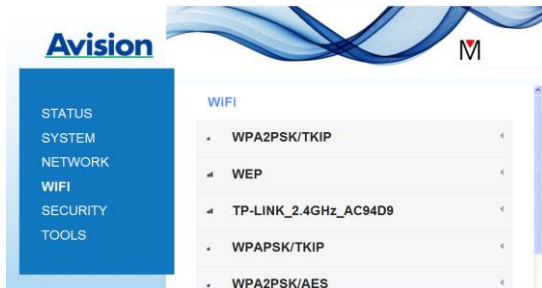 Avision
M
STATUS
SYSTEM
NETWORK
WIFI
SECURITY
TOOLS
WiFi
WPA2PSK/TKIP
WEP
TP-LINK_2.4GHz_AC94D9
WPAPSK/TKIP
WPA2PSK/AES